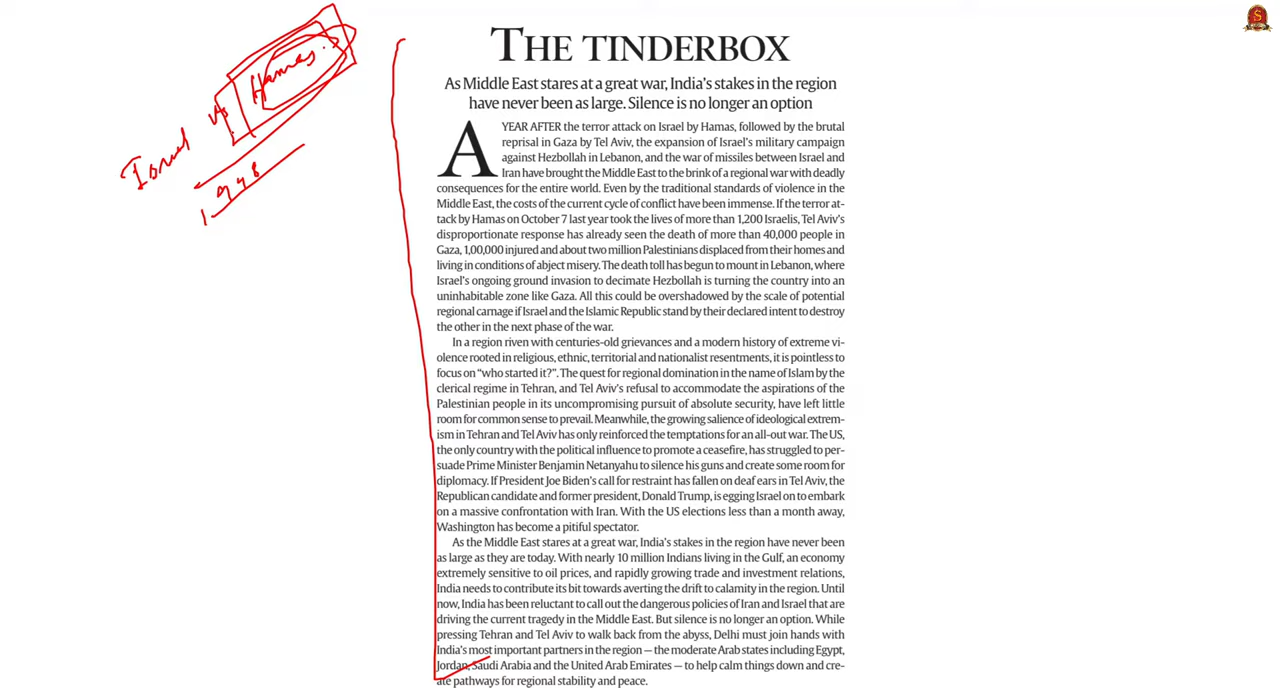 Israel vs Hamas
1948
THE TINDERBOX
As Middle East stares at a great war, India's stakes in the region
have never been as large. Silence is no longer an option
A YEAR AFTER the terror attack on Israel by Hamas, followed by the brutal
reprisal in Gaza by Tel Aviv, the expansion of Israel's military campaign
against Hezbollah in Lebanon, and the war of missiles between Israel and
Iran have brought the Middle East to the brink of a regional war with deadly
consequences for the entire world. Even by the traditional standards of violence in the
Middle East, the costs of the current cycle of conflict have been immense. If the terror at-
tack by Hamas on October 7 last year took the lives of more than 1,200 Israelis, Tel Aviv's
disproportionate response has already seen the death of more than 40,000 people in
Gaza, 1,00,000 injured and about two million Palestinians displaced from their homes and
living in conditions of abject misery. The death toll has begun to mount in Lebanon, where
Israel's ongoing ground invasion to decimate Hezbollah is turning the country into an
uninhabitable zone like Gaza. All this could be overshadowed by the scale of potential
regional carnage if Israel and the Islamic Republic stand by their declared intent to destroy
the other in the next phase of the war.
In a region riven with centuries-old grievances and a modern history of extreme vi-
olence rooted in religious, ethnic, territorial and nationalist resentments, it is pointless to
focus on "who started it?". The quest for regional domination in the name of Islam by the
clerical regime in Tehran, and Tel Aviv's refusal to accommodate the aspirations of the
Palestinian people in its uncompromising pursuit of absolute security, have left little
room for common sense to prevail. Meanwhile, the growing salience of ideological extrem-
ism in Tehran and Tel Aviv has only reinforced the temptations for an all-out war. The US,
the only country with the political influence to promote a ceasefire, has struggled to per-
suade Prime Minister Benjamin Netanyahu to silence his guns and create some room for
diplomacy. If President Joe Biden's call for restraint has fallen on deaf ears in Tel Aviv, the
Republican candidate and former president, Donald Trump, is egging Israel on to embark
on a massive confrontation with Iran. With the US elections less than a month away,
Washington has become a pitiful spectator.
As the Middle East stares at a great war, India's stakes in the region have never been
as large as they are today. With nearly 10 million Indians living in the Gulf, an economy
extremely sensitive to oil prices, and rapidly growing trade and investment relations,
India needs to contribute its bit towards averting the drift to calamity in the region. Until
now, India has been reluctant to call out the dangerous policies of Iran and Israel that are
driving the current tragedy in the Middle East. But silence is no longer an option. While
pressing Tehran and Tel Aviv to walk back from the abyss, Delhi must join hands with
India's most important partners in the region — the moderate Arab states including Egypt,
Jordan, Saudi Arabia and the United Arab Emirates — to help calm things down and cre-
ate pathways for regional stability and peace.